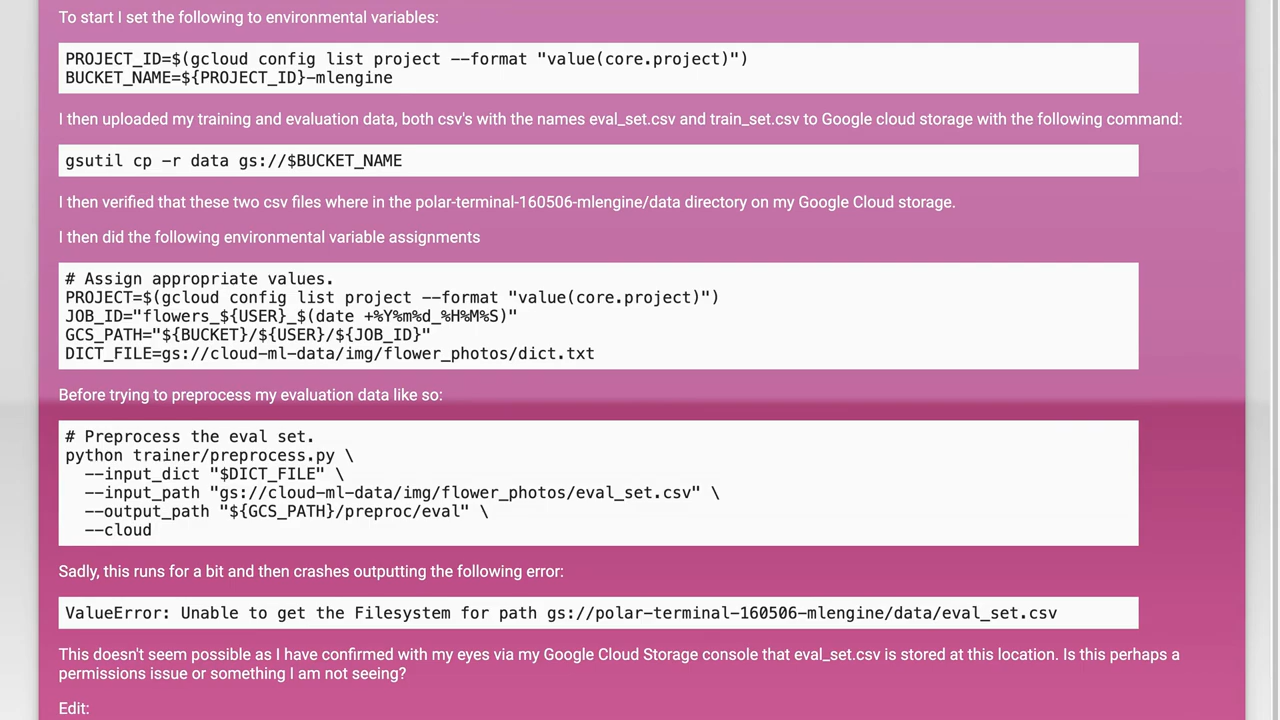 To start I set the following to environmental variables:
PROJECT_ID=$(gcloud config list project --format "value(core.project)")
BUCKET_NAME=${PROJECT_ID}-mlengine
I then uploaded my training and evaluation data, both csv's with the names eval_set.csv and train_set.csv to Google cloud storage with the following command:
gsutil cp -r data gs://$BUCKET_NAME
I then verified that these two csv files where in the polar-terminal-160506-mlengine/data directory on my Google Cloud storage.
I then did the following environmental variable assignments
# Assign appropriate values.
PROJECT=$(gcloud config list project --format "value(core.project)")
JOB_ID="flowers_${USER}_$(date +%Y%m%d_%H%M%S)"
GCS_PATH="${BUCKET}/${USER}/${JOB_ID}"
DICT_FILE=gs://cloud-ml-data/img/flower_photos/dict.txt
Before trying to preprocess my evaluation data like so:
# Preprocess the eval set.
python trainer/preprocess.py \
  --input_dict "$DICT_FILE" \
  --input_path "gs://cloud-ml-data/img/flower_photos/eval_set.csv" \
  --output_path "${GCS_PATH}/preproc/eval" \
  --cloud
Sadly, this runs for a bit and then crashes outputting the following error:
ValueError: Unable to get the Filesystem for path gs://polar-terminal-160506-mlengine/data/eval_set.csv
This doesn't seem possible as I have confirmed with my eyes via my Google Cloud Storage console that eval_set.csv is stored at this location. Is this perhaps a
permissions issue or something I am not seeing?
Edit: